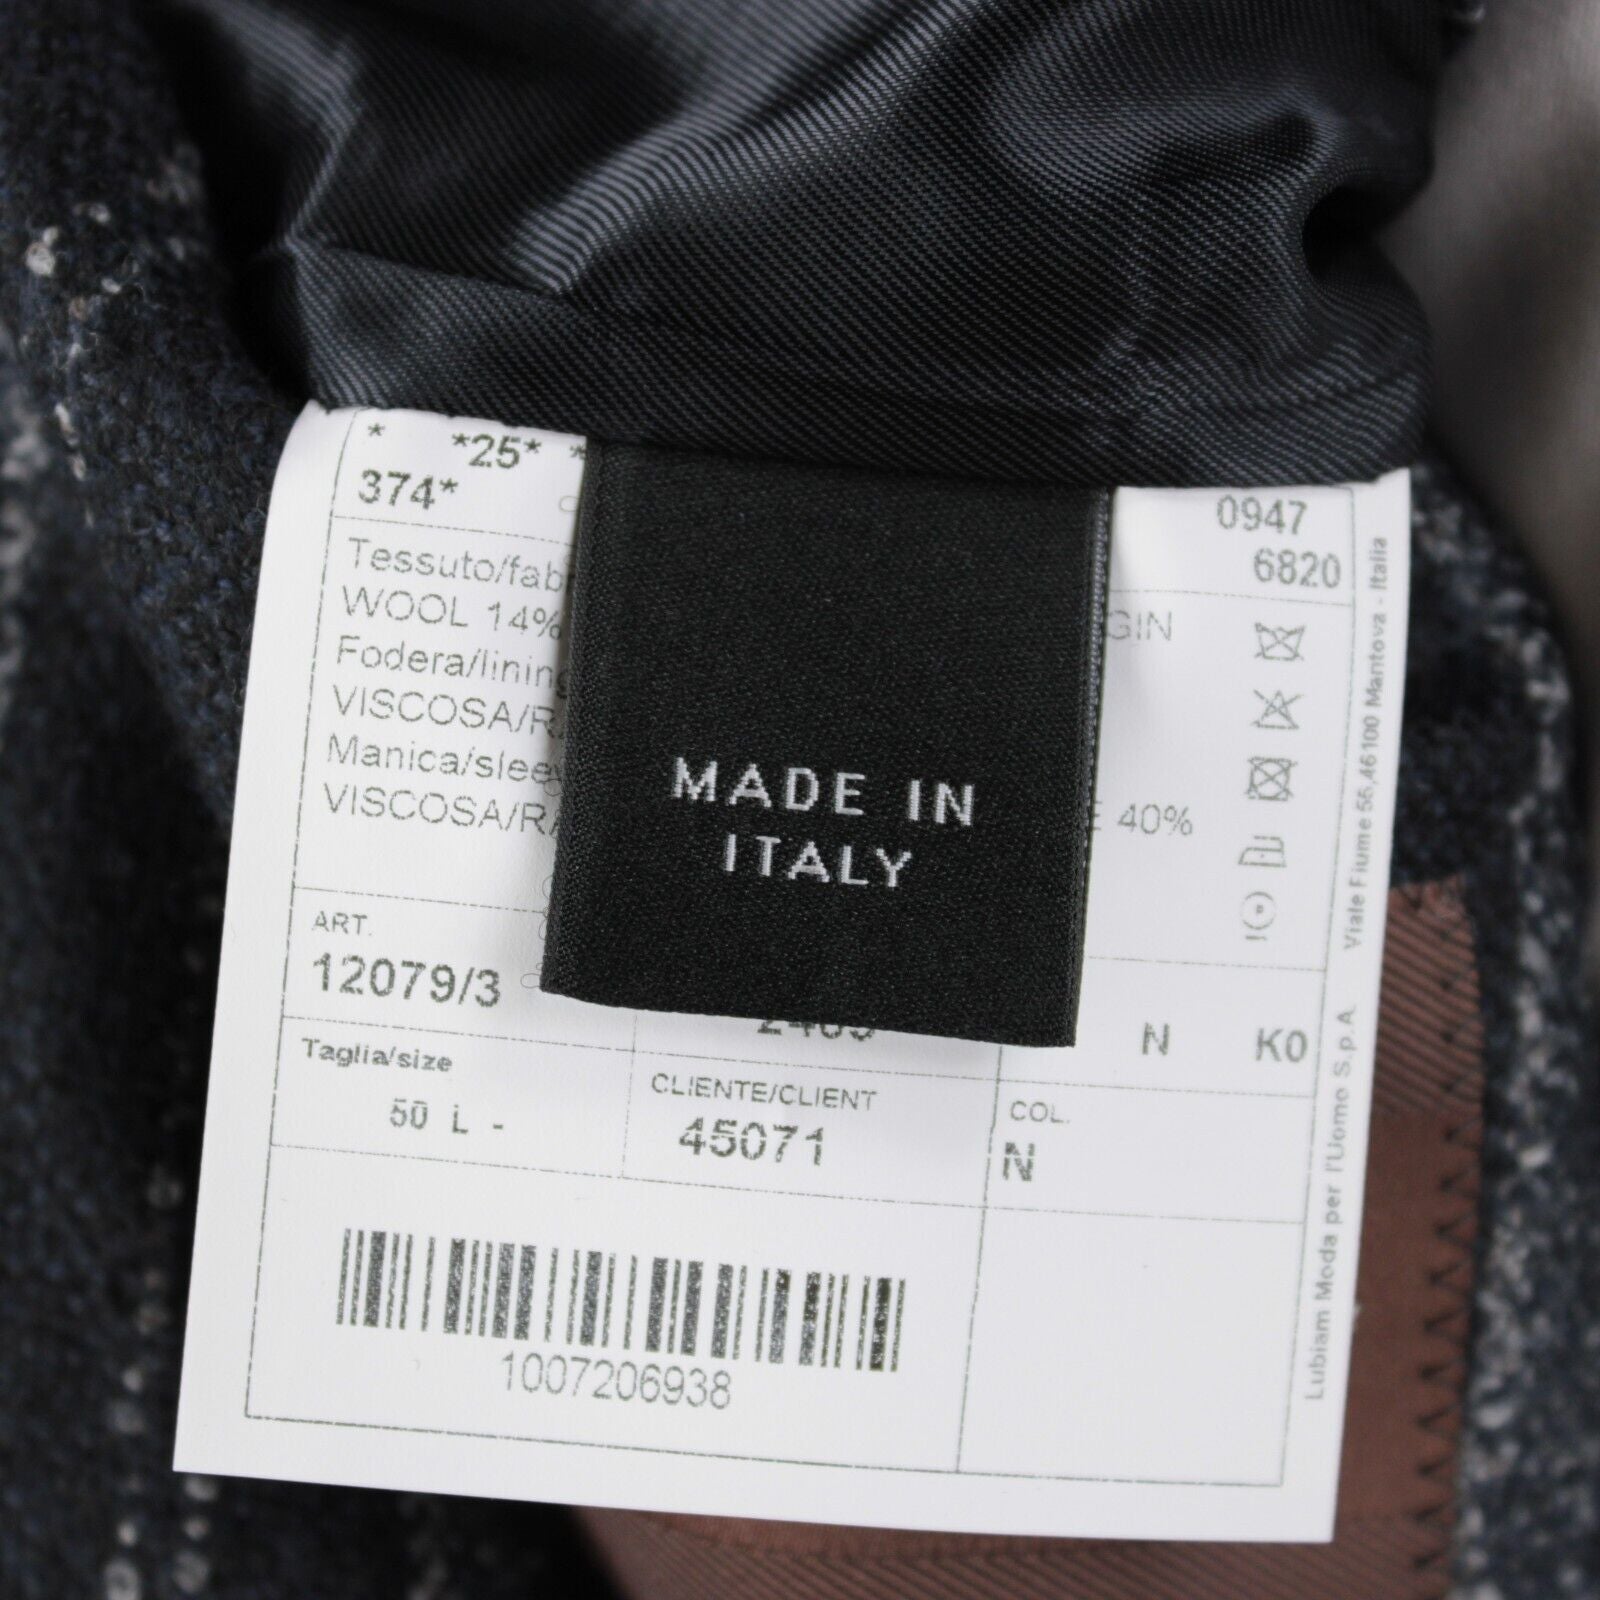 * *25* *
374*
0947
6820
Tessuto/fab
WOOL 14% GIN
Fodera/lining
VISCOSA/R
Manica/slee
VISCOSA/R E 40%
MADE IN
ITALY
ART.
12079/3
N K0
Taglia/size
50 L -
CLIENTE/CLIENT
45071
COL.
N
1007206938
Lubiam Moda per l'Uomo S.p.A. Viale Fiume 55,46100 Mantova - Italia